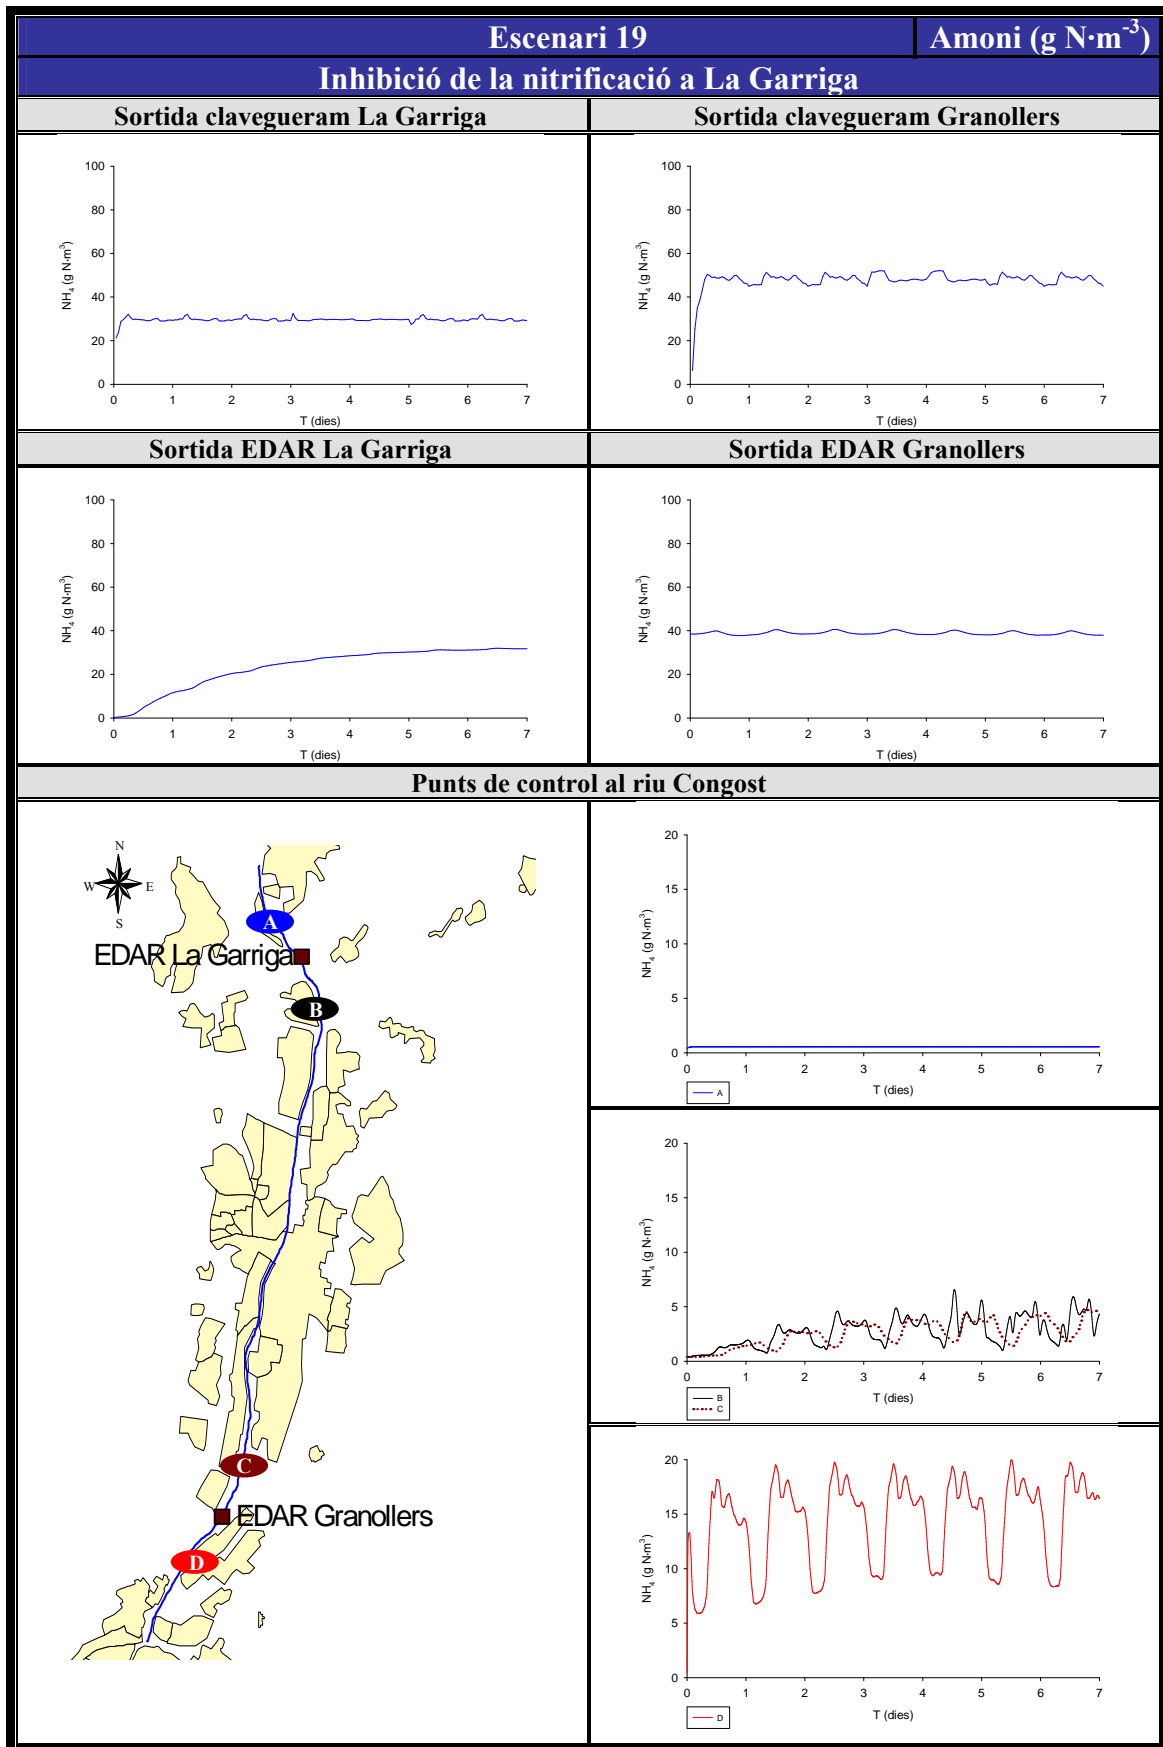 Escenari 19
Amoni (g N·m⁻³)
Inhibició de la nitrificació a La Garriga
Sortida clavegueram La Garriga
Sortida clavegueram Granollers
100
80
60
40
20
0
NH₄ (g N·m³)
0 1 2 3 4 5 6 7
T (dies)
100
80
60
40
20
0
NH₄ (g N·m³)
0 1 2 3 4 5 6 7
T (dies)
Sortida EDAR La Garriga
Sortida EDAR Granollers
100
80
60
40
20
0
NH₄ (g N·m³)
0 1 2 3 4 5 6 7
T (dies)
100
80
60
40
20
0
NH₄ (g N·m³)
0 1 2 3 4 5 6 7
T (dies)
Punts de control al riu Congost
N
W E
S
A
EDAR La Garriga
B
C
EDAR Granollers
D
20
15
10
5
0
NH₄ (g N·m³)
0 1 2 3 4 5 6 7
T (dies)
A
20
15
10
5
0
NH₄ (g N·m³)
0 1 2 3 4 5 6 7
T (dies)
B
C
20
15
10
5
0
NH₄ (g N·m³)
0 1 2 3 4 5 6 7
T (dies)
D